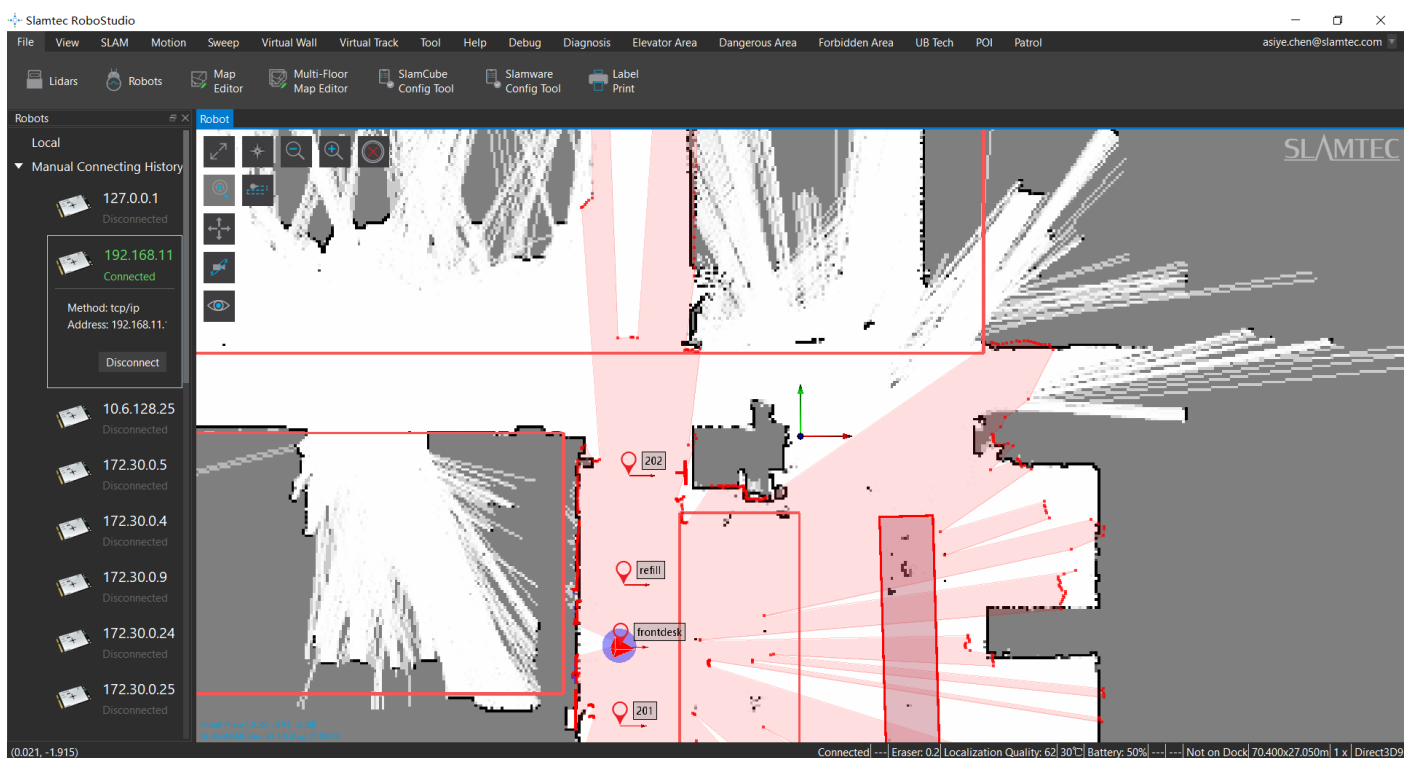 Slamtec RoboStudio
File View SLAM Motion Sweep Virtual Wall Virtual Track Tool Help Debug Diagnosis Elevator Area Dangerous Area Forbidden Area UB Tech POI Patrol asiye.chen@slamtec.com
Lidars
Robots
Map
Editor
Multi-Floor
Map Editor
SlamCube
Config Tool
Slamware
Config Tool
Label
Print
Robots
Robot
Local
Manual Connecting History
127.0.0.1
Disconnected
192.168.11
Connected
Method: tcp/ip
Address: 192.168.11.
Disconnect
10.6.128.25
Disconnected
172.30.0.5
Disconnected
172.30.0.4
Disconnected
172.30.0.9
Disconnected
172.30.0.24
Disconnected
172.30.0.25
Disconnected
SLAMTEC
202
refill
frontdesk
201
(0.021, -1.915)
Connected --- Eraser: 0.2 Localization Quality: 62 30℃ Battery: 50% --- --- Not on Dock 70.400x27.050m 1 x Direct3D9